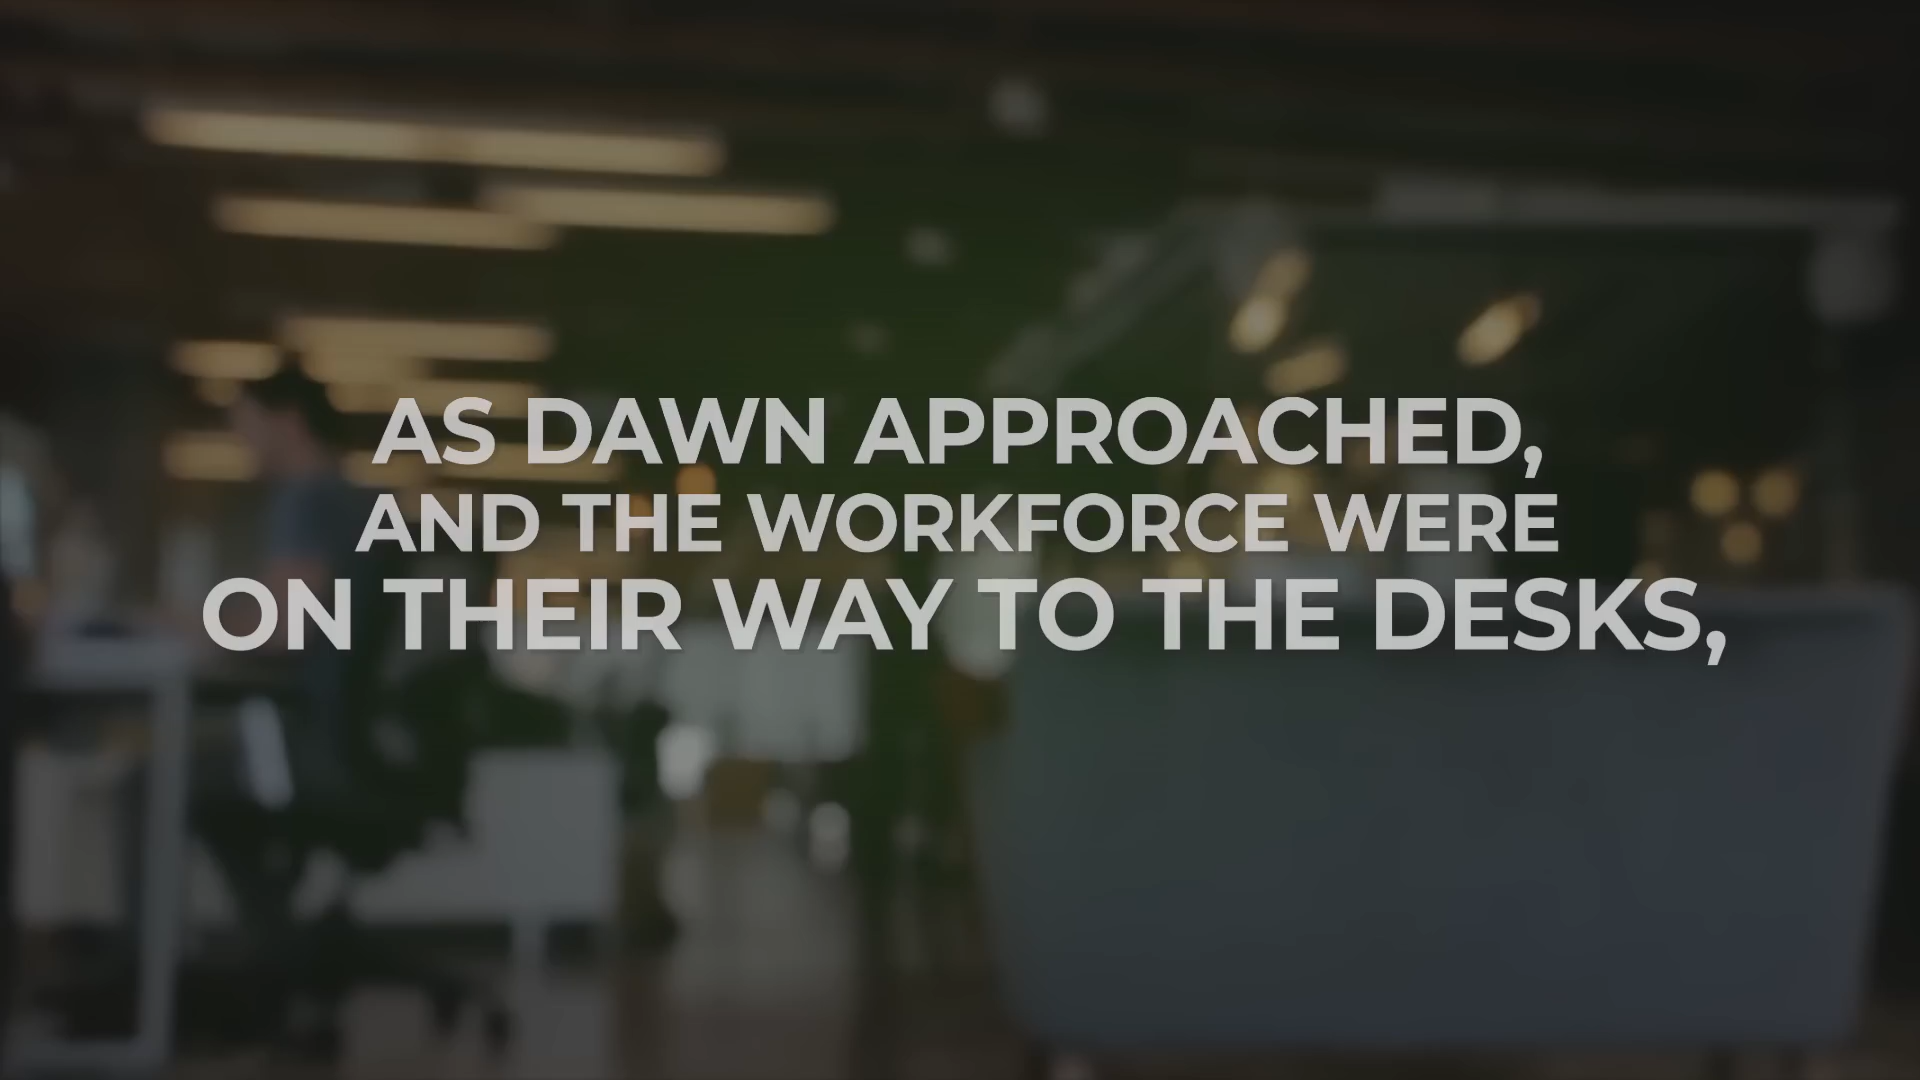 AS DAWN APPROACHED,
AND THE WORKFORCE WERE
ON THEIR WAY TO THE DESKS,